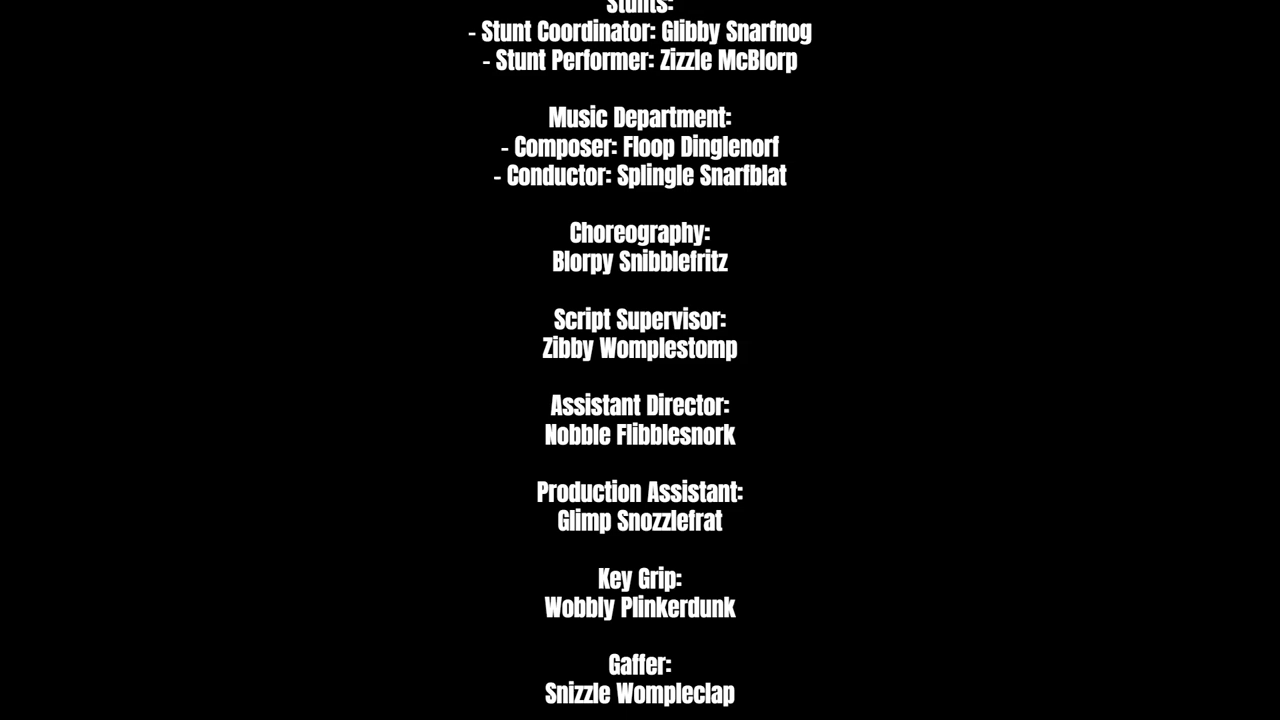 Stunts:
- Stunt Coordinator: Glibby Snarfnog
- Stunt Performer: Zizzle McBlorp
Music Department:
- Composer: Floop Dinglenorf
- Conductor: Splingle Snarfblat
Choreography:
Blorpy Snibblefritz
Script Supervisor:
Zibby Womplestomp
Assistant Director:
Nobble Flibblesnork
Production Assistant:
Glimp Snozzlefrat
Key Grip:
Wobbly Plinkerdunk
Gaffer:
Snizzle Wompleclap